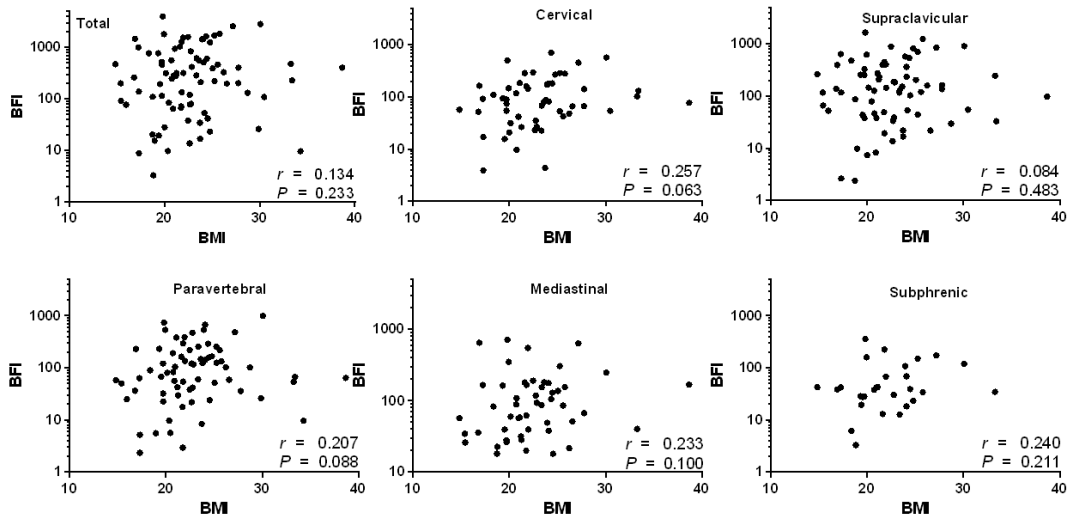 Total
BFI
1000
100
10
1
r = 0.134
P = 0.233
10 20 30 40
BMI
Cervical
BFI
1000
100
10
1
r = 0.257
P = 0.063
10 20 30 40
BMI
Supraclavicular
BFI
1000
100
10
1
r = 0.084
P = 0.483
10 20 30 40
BMI
Paravertebral
BFI
1000
100
10
1
r = 0.207
P = 0.088
10 20 30 40
BMI
Mediastinal
BFI
1000
100
10
r = 0.233
P = 0.100
10 20 30 40
BMI
Subphrenic
BFI
1000
100
10
1
r = 0.240
P = 0.211
10 20 30 40
BMI